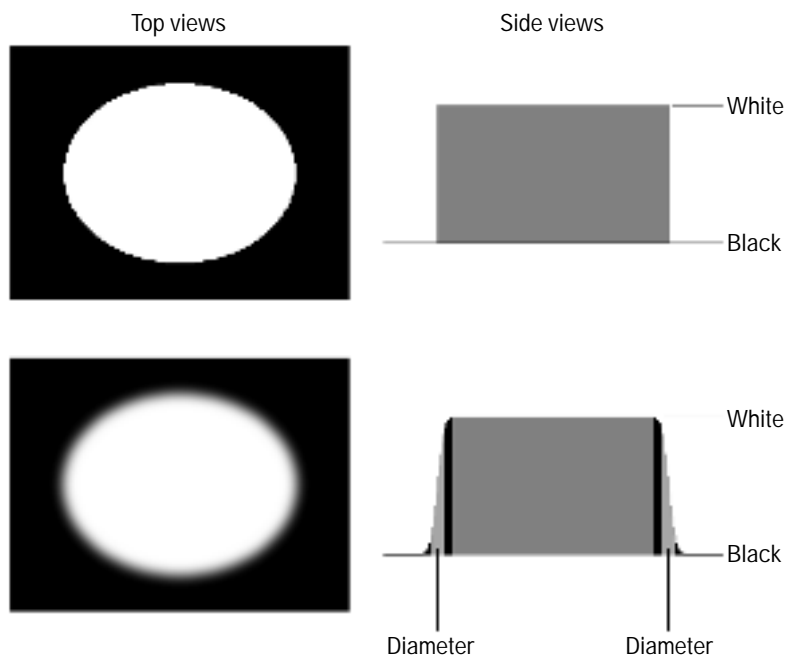 Top views
Side views
White
Black
White
Black
Diameter
Diameter